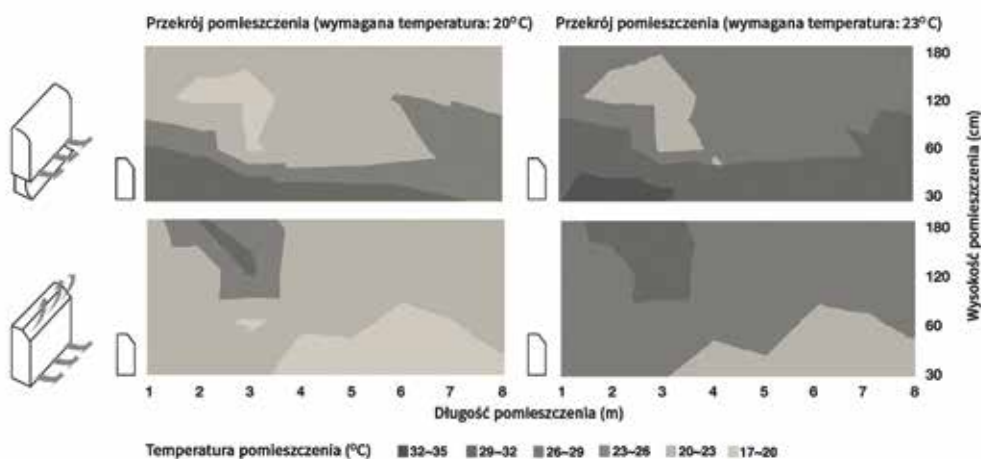 Przekrój pomieszczenia (wymagana temperatura: 20°C)
Przekrój pomieszczenia (wymagana temperatura: 23°C)
180
120
60
30
Wysokość pomieszczenia (cm)
180
120
60
30
1 2 3 4 5 6 7 8
1 2 3 4 5 6 7 8
Długość pomieszczenia (m)
Temperatura pomieszczenia (°C) 32~35 29~32 26~29 23~26 20~23 17~20